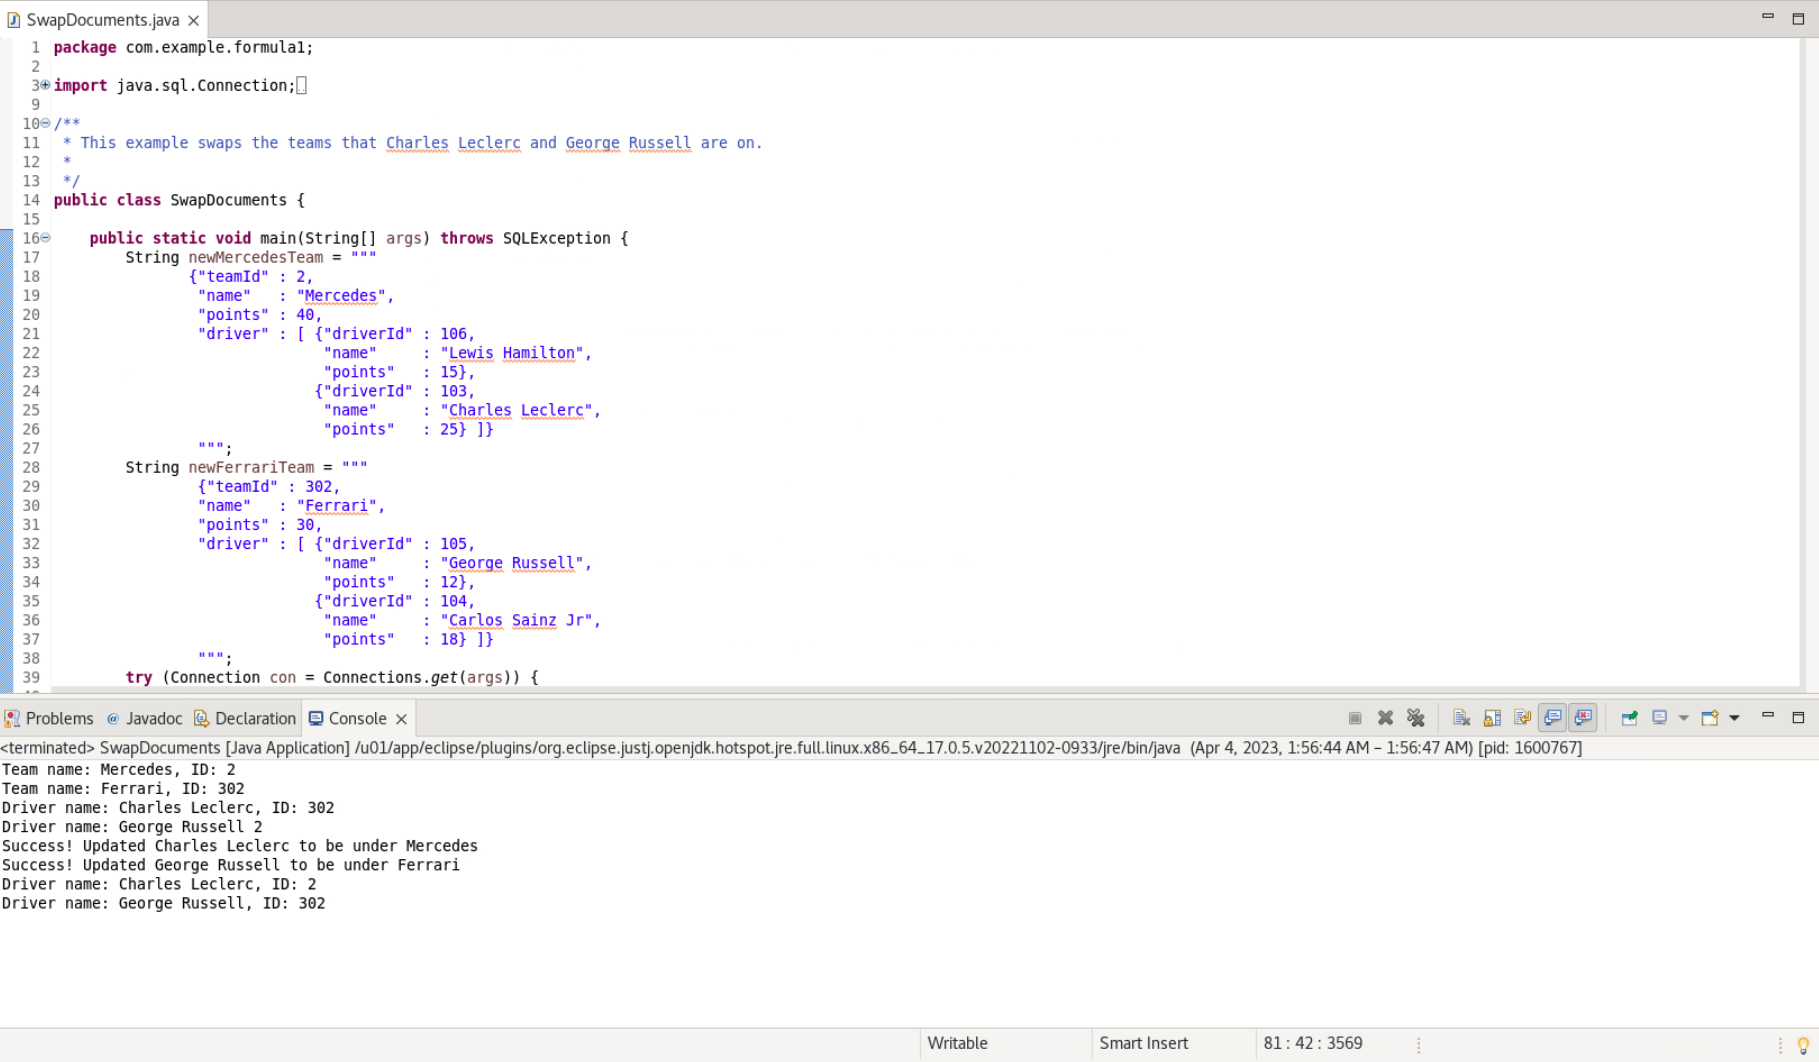 SwapDocuments.java
1 package com.example.formula1;
2
3 import java.sql.Connection;
9
10 /**
11  * This example swaps the teams that Charles Leclerc and George Russell are on.
12  *
13  */
14 public class SwapDocuments {
15
16     public static void main(String[] args) throws SQLException {
17         String newMercedesTeam = """
18                {"teamId" : 2,
19                 "name"   : "Mercedes",
20                 "points" : 40,
21                 "driver" : [ {"driverId" : 106,
22                               "name"     : "Lewis Hamilton",
23                               "points"   : 15},
24                              {"driverId" : 103,
25                               "name"     : "Charles Leclerc",
26                               "points"   : 25} ]}
27                 """;
28         String newFerrariTeam = """
29                 {"teamId" : 302,
30                 "name"   : "Ferrari",
31                 "points" : 30,
32                 "driver" : [ {"driverId" : 105,
33                               "name"     : "George Russell",
34                               "points"   : 12},
35                              {"driverId" : 104,
36                               "name"     : "Carlos Sainz Jr",
37                               "points"   : 18} ]}
38                 """;
39         try (Connection con = Connections.get(args)) {
Problems @ Javadoc Declaration Console
<terminated> SwapDocuments [Java Application] /u01/app/eclipse/plugins/org.eclipse.justj.openjdk.hotspot.jre.full.linux.x86_64_17.0.5.v20221102-0933/jre/bin/java (Apr 4, 2023, 1:56:44 AM – 1:56:47 AM) [pid: 1600767]
Team name: Mercedes, ID: 2
Team name: Ferrari, ID: 302
Driver name: Charles Leclerc, ID: 302
Driver name: George Russell 2
Success! Updated Charles Leclerc to be under Mercedes
Success! Updated George Russell to be under Ferrari
Driver name: Charles Leclerc, ID: 2
Driver name: George Russell, ID: 302
Writable Smart Insert 81 : 42 : 3569